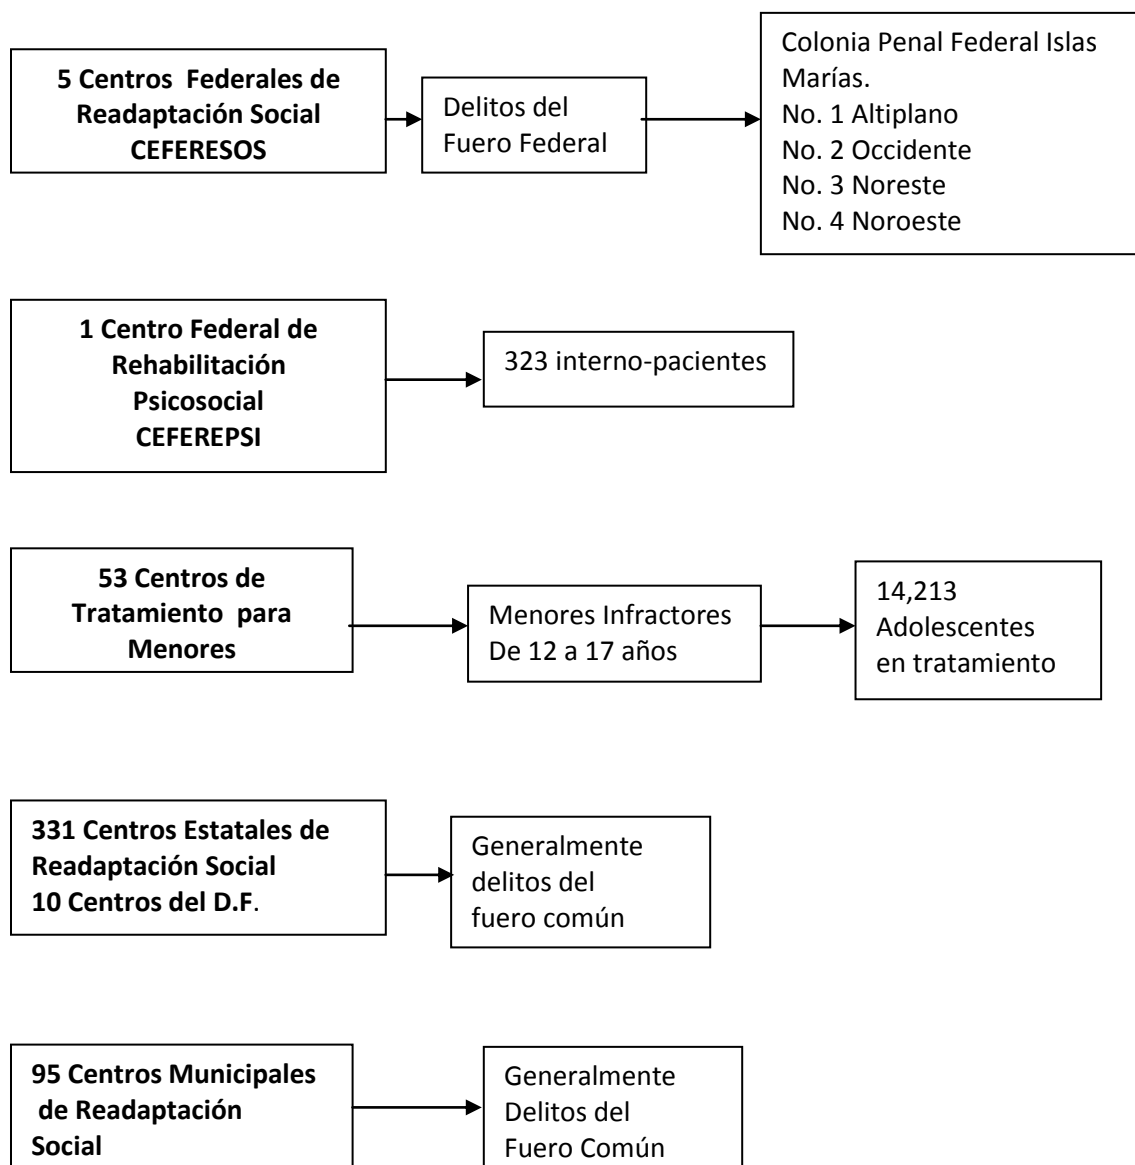 5 Centros Federales de
Readaptación Social
CEFERESOS
Delitos del
Fuero Federal
Colonia Penal Federal Islas
Marías.
No. 1 Altiplano
No. 2 Occidente
No. 3 Noreste
No. 4 Noroeste
1 Centro Federal de
Rehabilitación
Psicosocial
CEFEREPSI
323 interno-pacientes
53 Centros de
Tratamiento para
Menores
Menores Infractores
De 12 a 17 años
14,213
Adolescentes
en tratamiento
331 Centros Estatales de
Readaptación Social
10 Centros del D.F.
Generalmente
delitos del
fuero común
95 Centros Municipales
de Readaptación
Social
Generalmente
Delitos del
Fuero Común